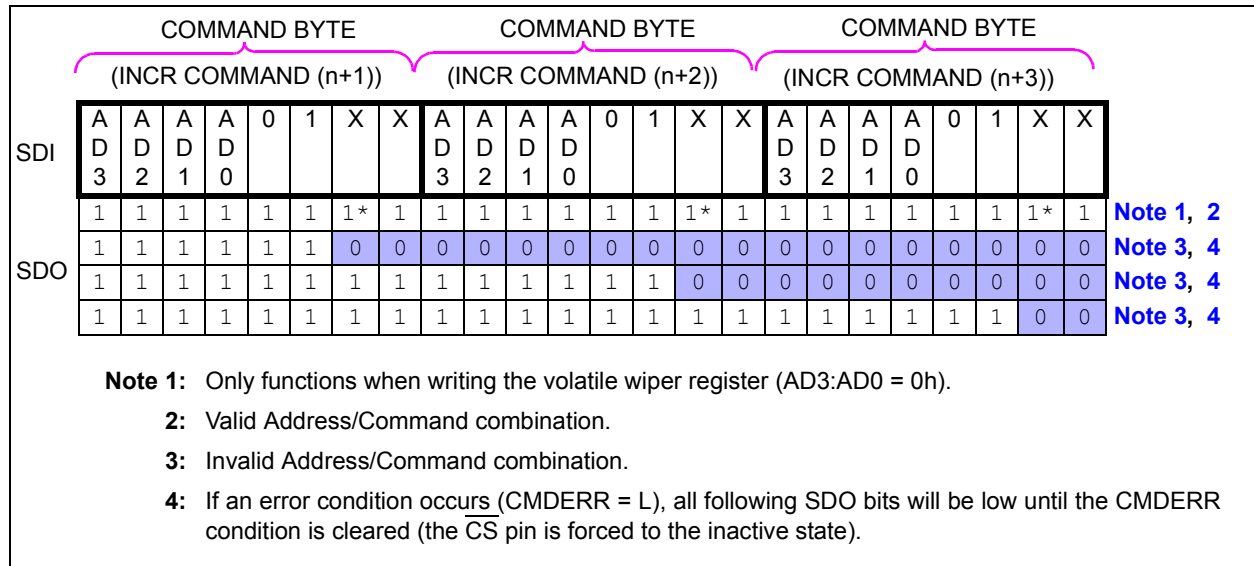 COMMAND BYTE COMMAND BYTE COMMAND BYTE
(INCR COMMAND (n+1)) (INCR COMMAND (n+2)) (INCR COMMAND (n+3))
SDI
A A A A 0 1 X X A A A A 0 1 X X A A A A 0 1 X X
D D D D D D D D D D D D
3 2 1 0 3 2 1 0 3 2 1 0
SDO
1 1 1 1 1 1 1* 1 1 1 1 1 1 1 1* 1 1 1 1 1 1 1 1* 1 Note 1, 2
1 1 1 1 1 1 0 0 0 0 0 0 0 0 0 0 0 0 0 0 0 0 0 0 Note 3, 4
1 1 1 1 1 1 1 1 1 1 1 1 1 1 0 0 0 0 0 0 0 0 0 0 Note 3, 4
1 1 1 1 1 1 1 1 1 1 1 1 1 1 1 1 1 1 1 1 1 1 0 0 Note 3, 4
Note 1: Only functions when writing the volatile wiper register (AD3:AD0 = 0h).
2: Valid Address/Command combination.
3: Invalid Address/Command combination.
4: If an error condition occurs (CMDERR = L), all following SDO bits will be low until the CMDERR
condition is cleared (the C̅S̅ pin is forced to the inactive state).